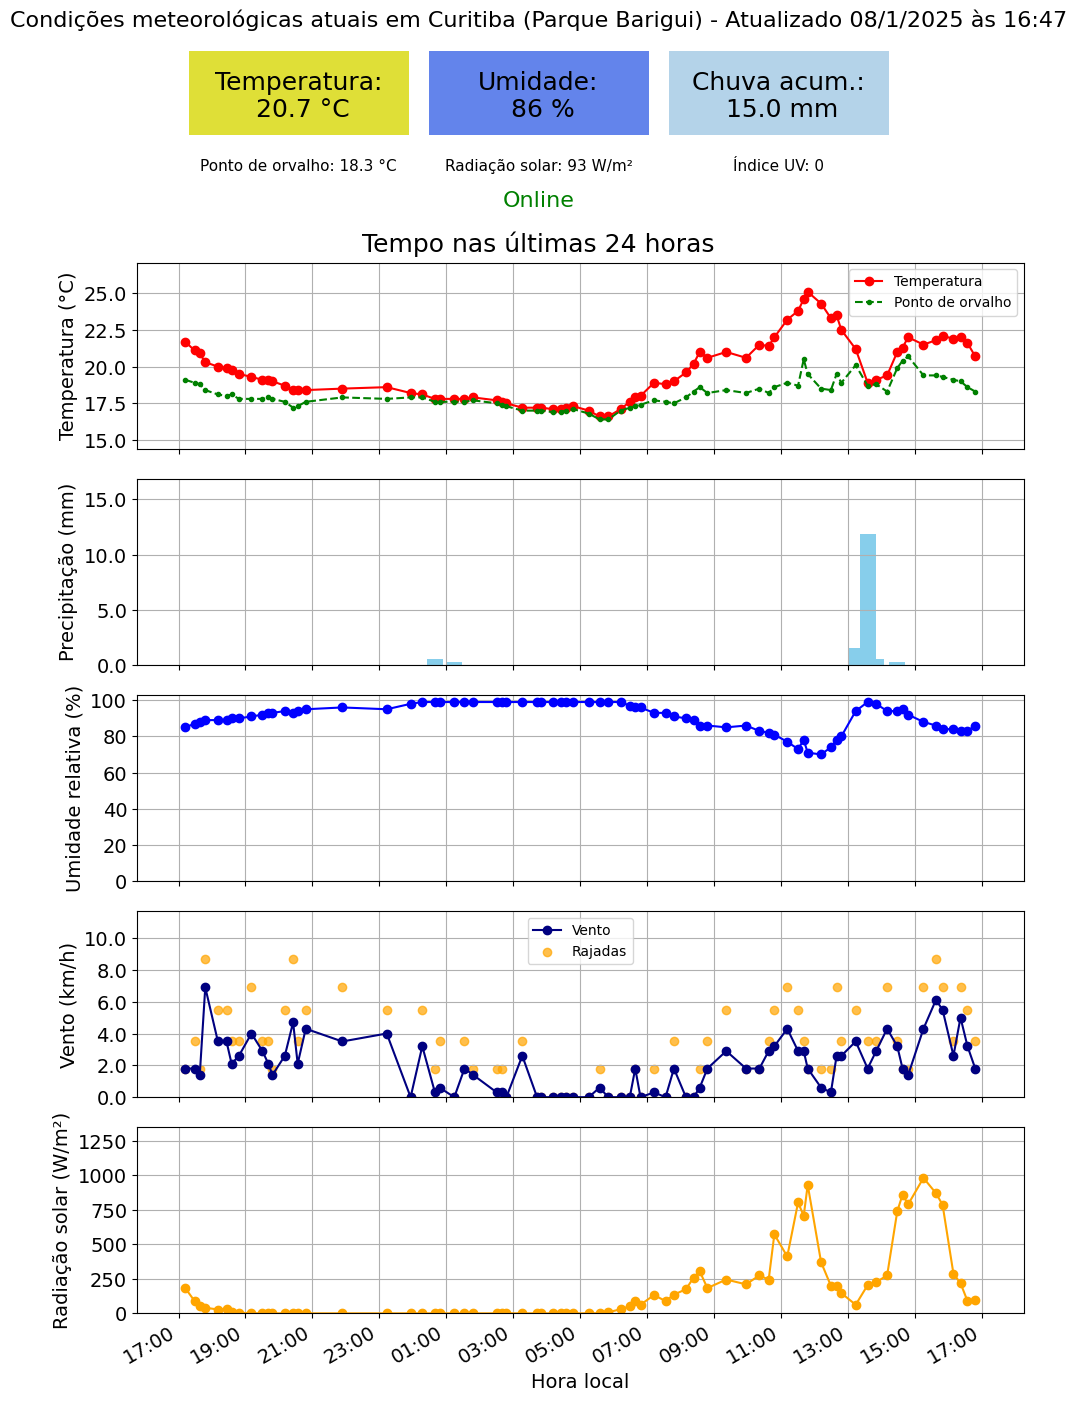 Condições meteorológicas atuais em Curitiba (Parque Barigui) - Atualizado 08/1/2025 às 16:47
Temperatura:
20.7 °C
Umidade:
86 %
Chuva acum.:
15.0 mm
Ponto de orvalho: 18.3 °C
Radiação solar: 93 W/m²
Índice UV: 0
Online
Tempo nas últimas 24 horas
Temperatura (°C)
25.0
22.5
20.0
17.5
15.0
Temperatura
Ponto de orvalho
Precipitação (mm)
15.0
10.0
5.0
0.0
Umidade relativa (%)
100
80
60
40
20
0
Vento (km/h)
10.0
8.0
6.0
4.0
2.0
0.0
Vento
Rajadas
Radiação solar (W/m²)
1250
1000
750
500
250
0
17:00 19:00 21:00 23:00 01:00 03:00 05:00 07:00 09:00 11:00 13:00 15:00 17:00
Hora local